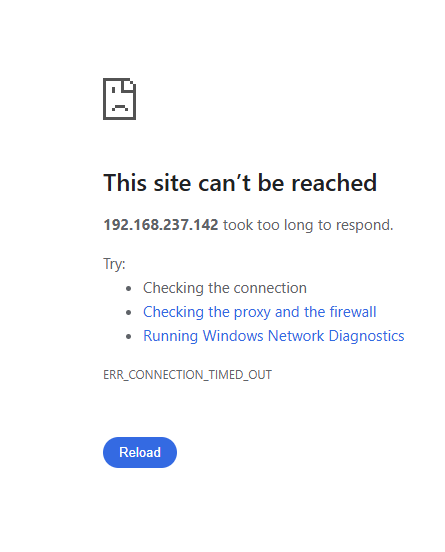 This site can’t be reached
192.168.237.142 took too long to respond.
Try:
• Checking the connection
• Checking the proxy and the firewall
• Running Windows Network Diagnostics
ERR_CONNECTION_TIMED_OUT
Reload